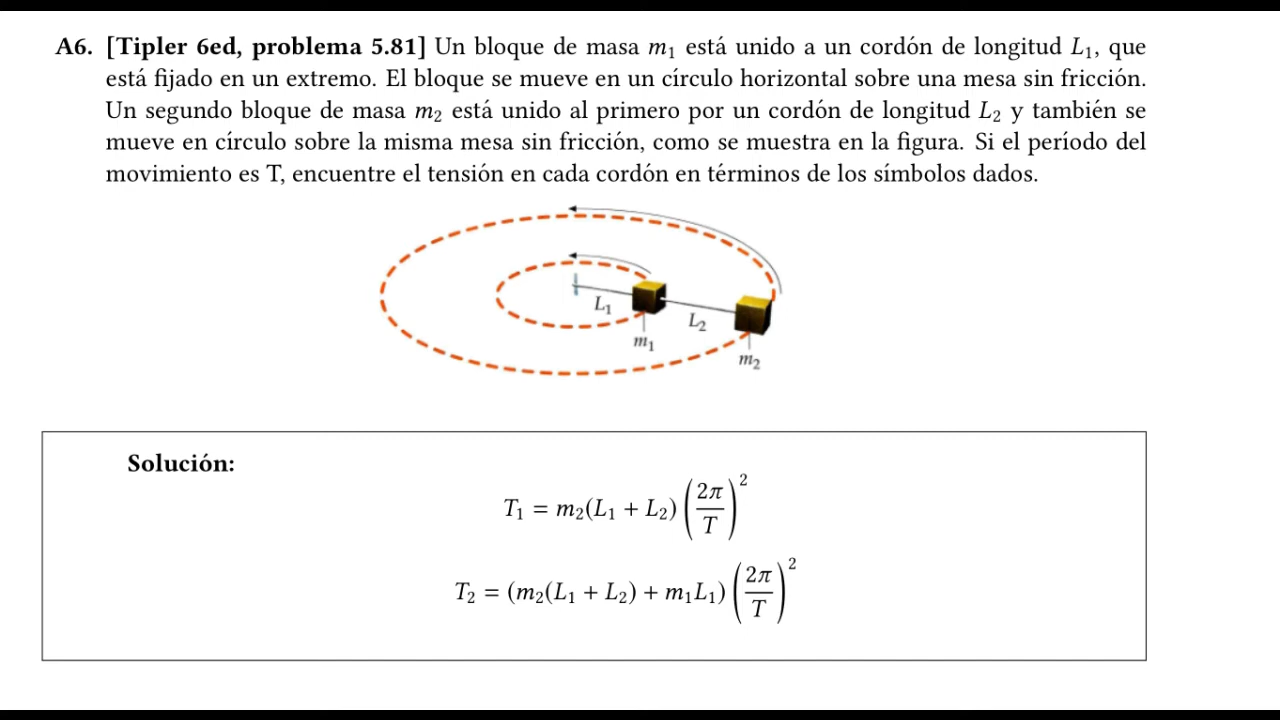 A6. [Tipler 6ed, problema 5.81] Un bloque de masa m₁ está unido a un cordón de longitud L₁, que
está fijado en un extremo. El bloque se mueve en un círculo horizontal sobre una mesa sin fricción.
Un segundo bloque de masa m₂ está unido al primero por un cordón de longitud L₂ y también se
mueve en círculo sobre la misma mesa sin fricción, como se muestra en la figura. Si el período del
movimiento es T, encuentre el tensión en cada cordón en términos de los símbolos dados.
L₁
L₂
m₁
m₂
Solución:
T₁ = m₂(L₁ + L₂) (2π/T)²
T₂ = (m₂(L₁ + L₂) + m₁L₁) (2π/T)²